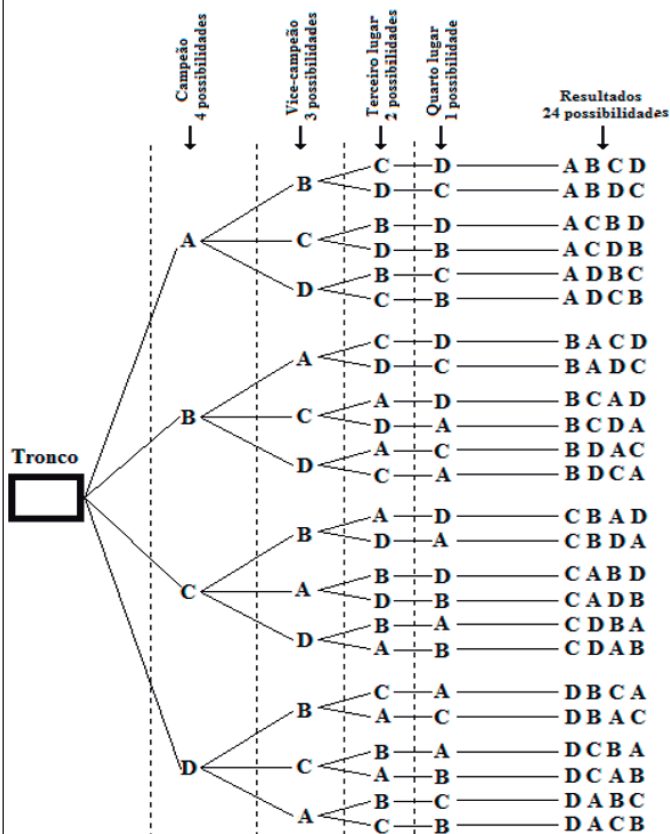 Campeão
4 possibilidades
Vice-campeão
3 possibilidades
Terceiro lugar
2 possibilidades
Quarto lugar
1 possibilidade
Resultados
24 possibilidades
B C D A B C D
D C A B D C
A C B D A C B D
D B A C D B
D B C A D B C
C B A D C B
A C D B A C D
D C B A D C
B C A D B C A D
D A B C D A
D A C B D A C
C A B D C A
Tronco
B A D C B A D
D A C B D A
C A B D C A B D
D B C A D B
D B A C D B A
A B C D A B
B C A D B C A
A C D B A C
D C B A D C B A
A B D C A B
A B C D A B C
C B D A C B